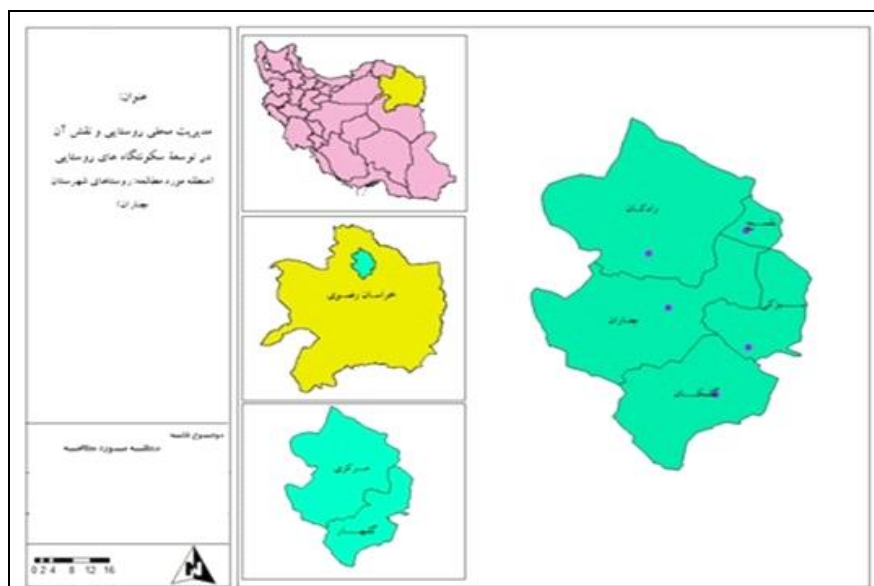 عنوان:
مدیریت محلی روستایی و نقش آن
در توسعهٔ سکونتگاه های روستایی
(منطقه مورد مطالعه: روستاهای شهرستان
چناران)
موضوع نقشه
منطقه مورد مطالعه
0 2 4 8 12 16
N
خراسان رضوی
مرکزی
گلبهار
رادکان
چناران